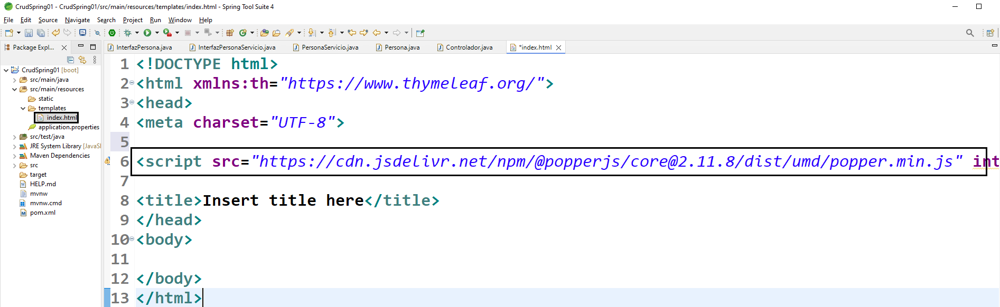 CrudSpring01 - CrudSpring01/src/main/resources/templates/index.html - Spring Tool Suite 4
File Edit Source Navigate Search Project Run Window Help
Package Expl...
InterfazPersona.java InterfazPersonaServicio.java PersonaServicio.java Persona.java Controlador.java *index.html
CrudSpring01 [boot]
src/main/java
src/main/resources
static
templates
index.html
application.properties
src/test/java
JRE System Library [JavaSE
Maven Dependencies
src
target
HELP.md
mvnw
mvnw.cmd
pom.xml
1 <!DOCTYPE html>
2 <html xmlns:th="https://www.thymeleaf.org/">
3 <head>
4 <meta charset="UTF-8">
5
6 <script src="https://cdn.jsdelivr.net/npm/@popperjs/core@2.11.8/dist/umd/popper.min.js" int
7
8 <title>Insert title here</title>
9 </head>
10 <body>
11
12 </body>
13 </html>